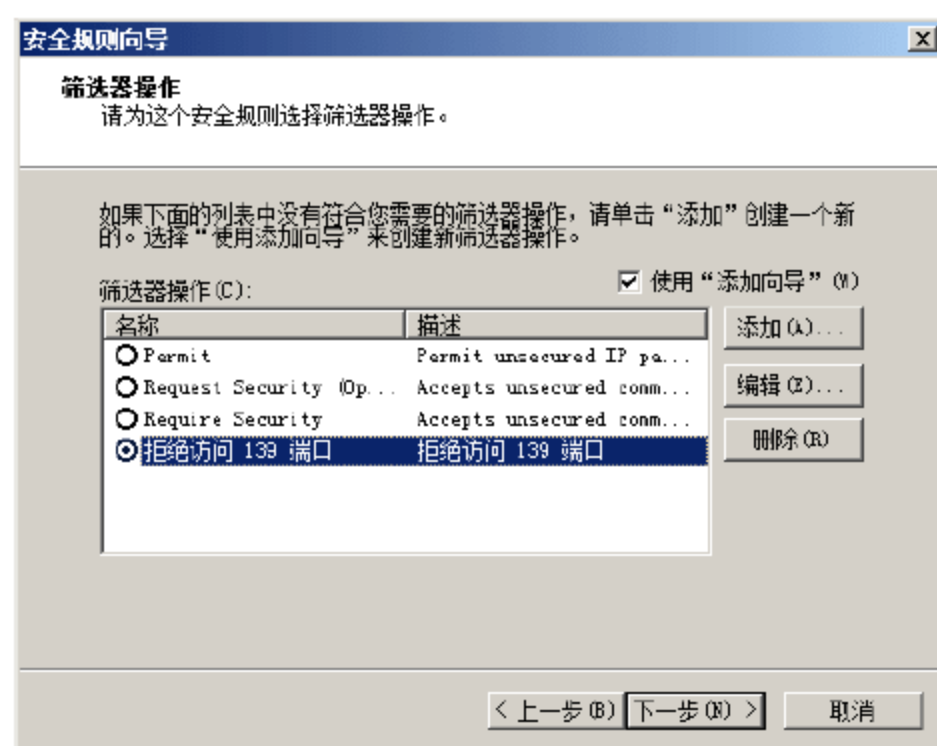 安全规则向导
筛选器操作
请为这个安全规则选择筛选器操作。
如果下面的列表中没有符合您需要的筛选器操作，请单击“添加”创建一个新
的。选择“使用添加向导”来创建新筛选器操作。
使用“添加向导”(W)
筛选器操作(C):
名称 描述
Permit Permit unsecured IP pa...
Request Security (Op... Accepts unsecured comm...
Require Security Accepts unsecured comm...
拒绝访问 139 端口 拒绝访问 139 端口
添加(A)...
编辑(E)...
删除(R)
< 上一步(B) 下一步(N) > 取消